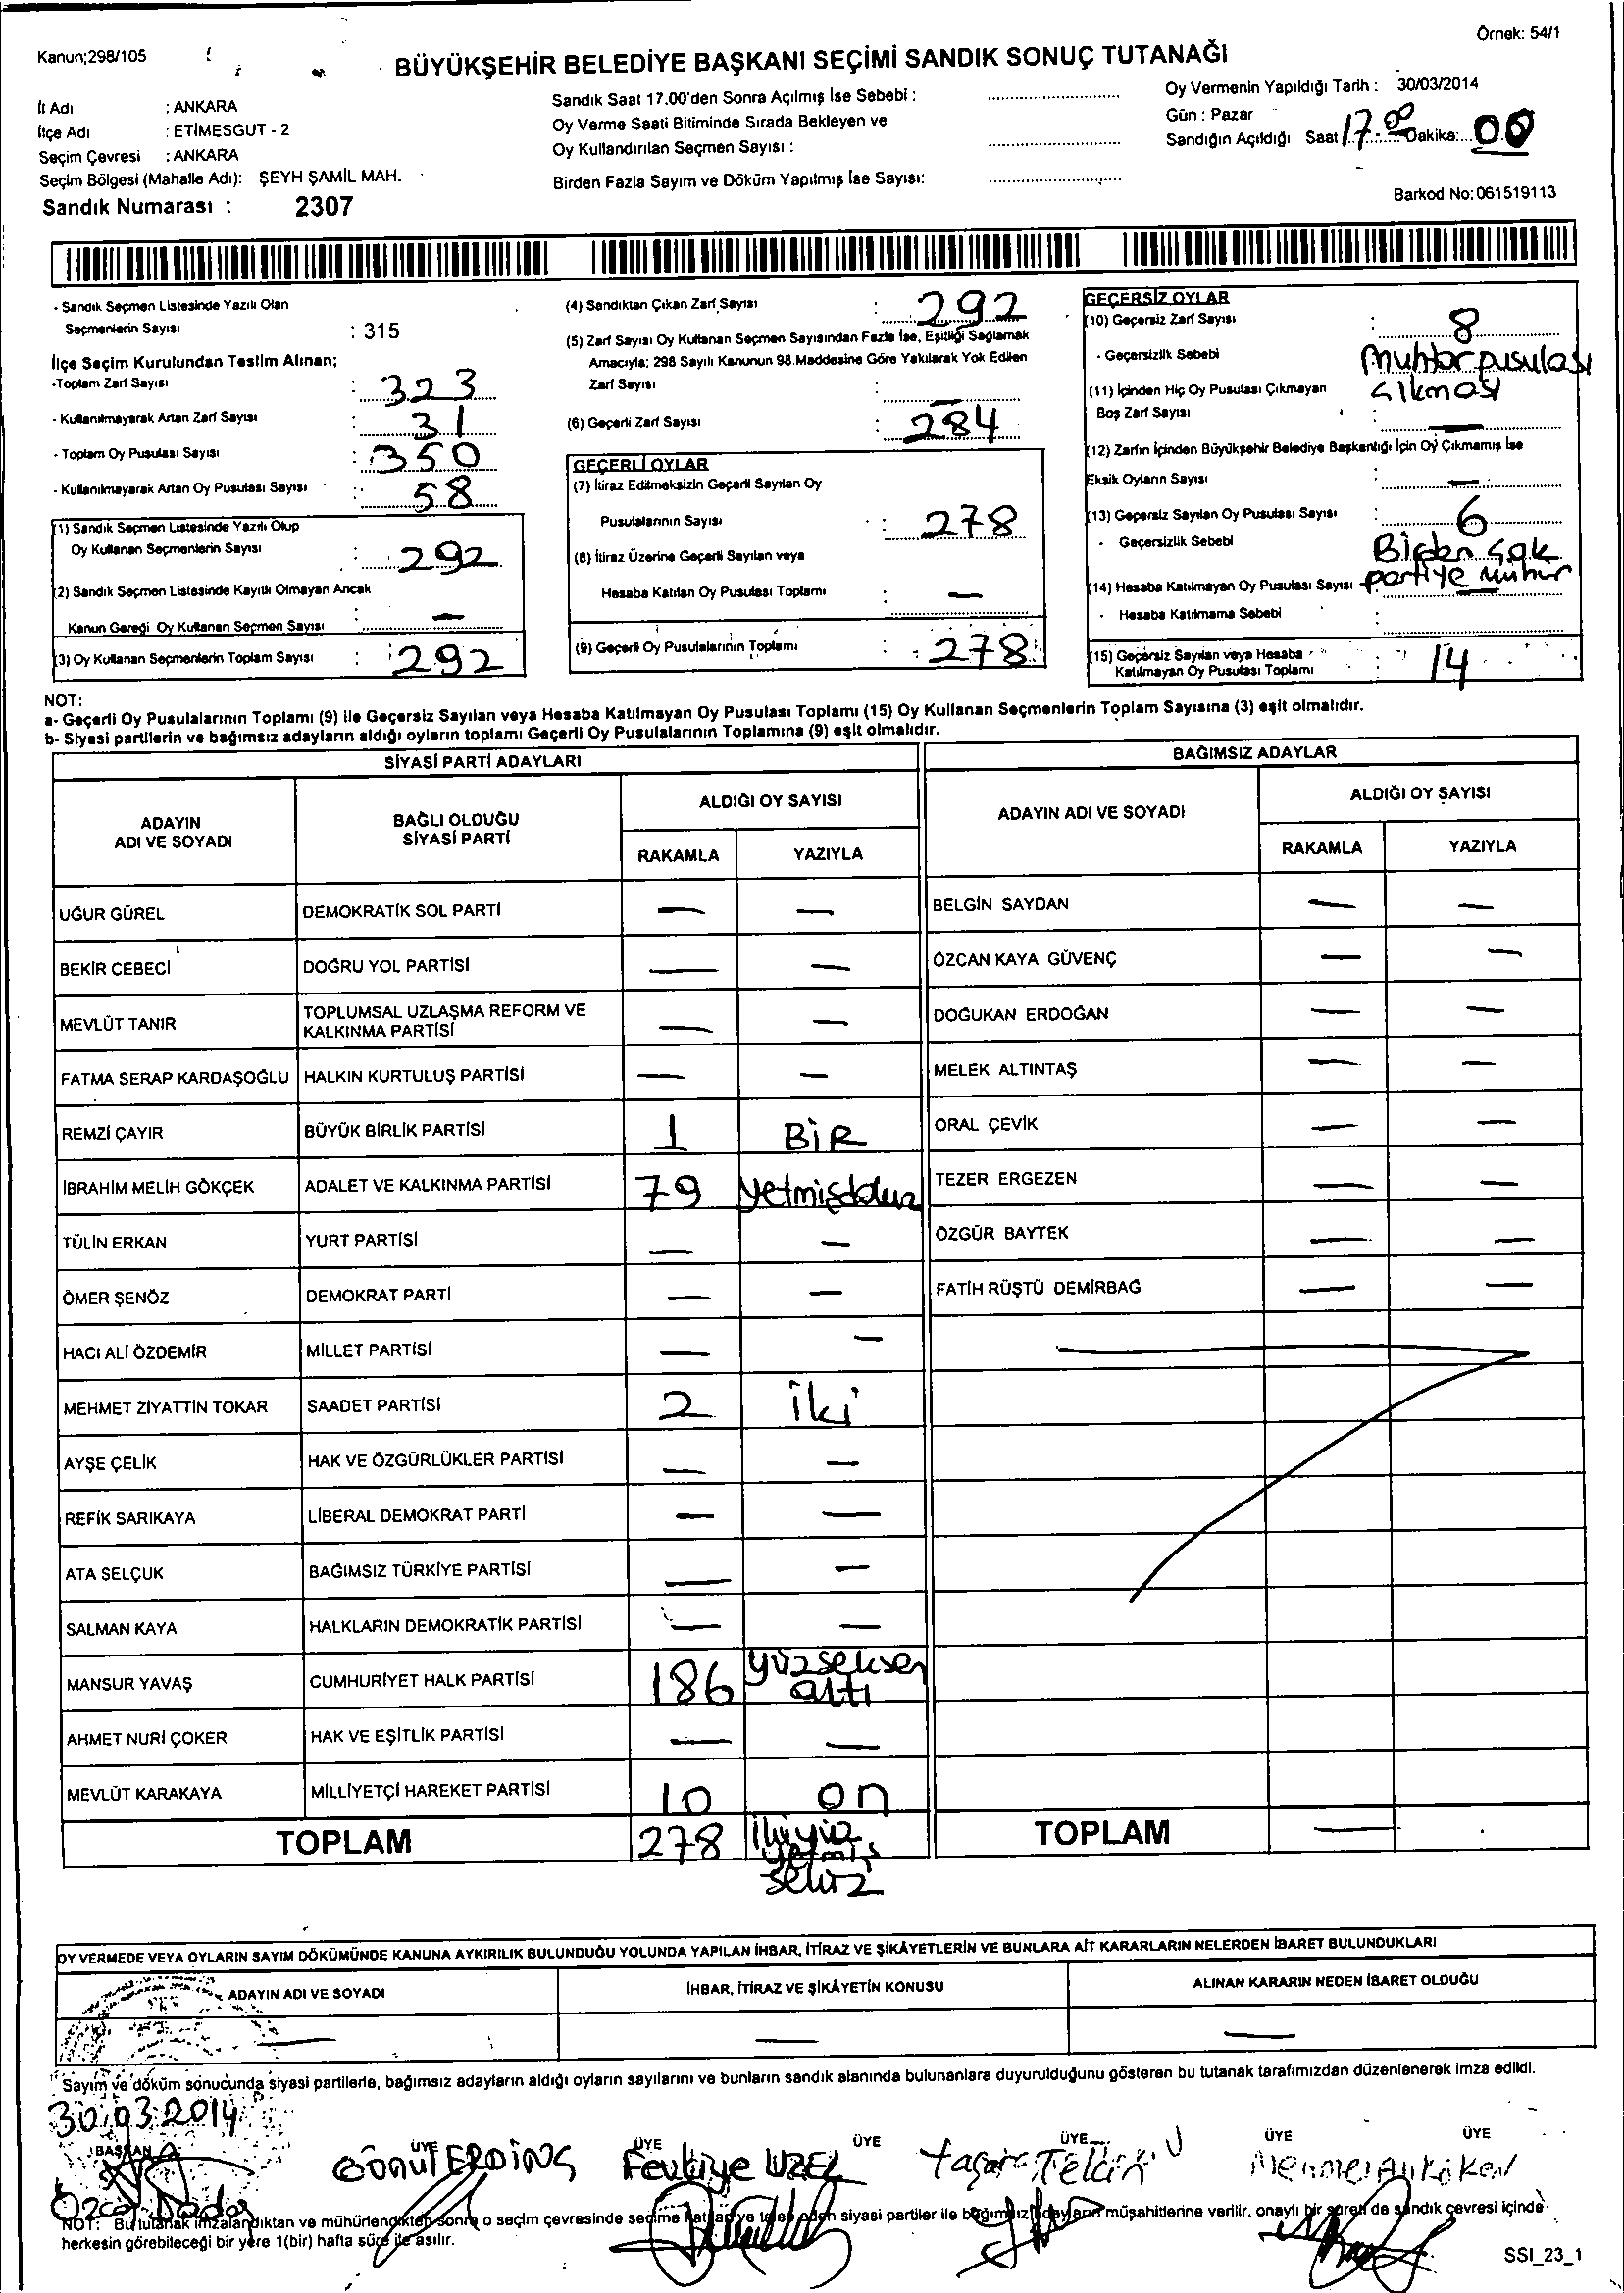 Örnek: 54/1
Kanun;298/105
BÜYÜKŞEHİR BELEDİYE BAŞKANI SEÇİMİ SANDIK SONUÇ TUTANAĞI
İl Adı : ANKARA
İlçe Adı : ETİMESGUT - 2
Seçim Çevresi : ANKARA
Seçim Bölgesi (Mahalle Adı): ŞEYH ŞAMİL MAH.
Sandık Numarası : 2307
Sandık Saat 17.00'den Sonra Açılmış İse Sebebi :
Oy Verme Saati Bitiminde Sırada Bekleyen ve
Oy Kullandırılan Seçmen Sayısı :
Birden Fazla Sayım ve Döküm Yapılmış İse Sayısı:
Oy Vermenin Yapıldığı Tarih : 30/03/2014
Gün : Pazar
Sandığın Açıldığı Saat 17:00 Dakika: 00
Barkod No: 061519113
- Sandık Seçmen Listesinde Yazılı Olan
Seçmenlerin Sayısı : 315
İlçe Seçim Kurulundan Teslim Alınan;
-Toplam Zarf Sayısı : 323
- Kullanılmayarak Artan Zarf Sayısı : 31
- Toplam Oy Pusulası Sayısı : 350
- Kullanılmayarak Artan Oy Pusulası Sayısı : 58
(1) Sandık Seçmen Listesinde Yazılı Olup
Oy Kullanan Seçmenlerin Sayısı : 292
(2) Sandık Seçmen Listesinde Kayıtlı Olmayan Ancak
Kanun Gereği Oy Kullanan Seçmen Sayısı : —
(3) Oy Kullanan Seçmenlerin Toplam Sayısı : 292
(4) Sandıktan Çıkan Zarf Sayısı : 292
(5) Zarf Sayısı Oy Kullanan Seçmen Sayısından Fazla İse, Eşitliği Sağlamak
Amacıyla; 298 Sayılı Kanunun 98.Maddesine Göre Yakılarak Yok Edilen
Zarf Sayısı : —
(6) Geçerli Zarf Sayısı : 284
GEÇERLİ OYLAR
(7) İtiraz Edilmeksizin Geçerli Sayılan Oy
Pusulalarının Sayısı : 278
(8) İtiraz Üzerine Geçerli Sayılan veya
Hesaba Katılan Oy Pusulası Toplamı : —
(9) Geçerli Oy Pusulalarının Toplamı : 278
GEÇERSİZ OYLAR
(10) Geçersiz Zarf Sayısı : 8
- Geçersizlik Sebebi Muhtar pusulası
çıkması
(11) İçinden Hiç Oy Pusulası Çıkmayan
Boş Zarf Sayısı : —
(12) Zarfın İçinden Büyükşehir Belediye Başkanlığı İçin Oy Çıkmamış İse
Eksik Oyların Sayısı : —
(13) Geçersiz Sayılan Oy Pusulası Sayısı : 6
- Geçersizlik Sebebi Birden çok
partiye mühür
(14) Hesaba Katılmayan Oy Pusulası Sayısı : —
- Hesaba Katılmama Sebebi :
(15) Geçersiz Sayılan veya Hesaba
Katılmayan Oy Pusulası Toplamı : 14
NOT:
a- Geçerli Oy Pusulalarının Toplamı (9) ile Geçersiz Sayılan veya Hesaba Katılmayan Oy Pusulası Toplamı (15) Oy Kullanan Seçmenlerin Toplam Sayısına (3) eşit olmalıdır.
b- Siyasi partilerin ve bağımsız adayların aldığı oyların toplamı Geçerli Oy Pusulalarının Toplamına (9) eşit olmalıdır.
SİYASİ PARTİ ADAYLARI
ADAYIN
ADI VE SOYADI
BAĞLI OLDUĞU
SİYASİ PARTİ
ALDIĞI OY SAYISI
RAKAMLA YAZIYLA
UĞUR GÜREL DEMOKRATİK SOL PARTİ — —
BEKİR CEBECİ DOĞRU YOL PARTİSİ — —
MEVLÜT TANIR TOPLUMSAL UZLAŞMA REFORM VE
KALKINMA PARTİSİ — —
FATMA SERAP KARDAŞOĞLU HALKIN KURTULUŞ PARTİSİ — —
REMZİ ÇAYIR BÜYÜK BİRLİK PARTİSİ 1 BİR
İBRAHİM MELİH GÖKÇEK ADALET VE KALKINMA PARTİSİ 79 Yetmişdokuz
TÜLİN ERKAN YURT PARTİSİ — —
ÖMER ŞENÖZ DEMOKRAT PARTİ — —
HACI ALİ ÖZDEMİR MİLLET PARTİSİ — —
MEHMET ZİYATTİN TOKAR SAADET PARTİSİ 2 iki
AYŞE ÇELİK HAK VE ÖZGÜRLÜKLER PARTİSİ — —
REFİK SARIKAYA LİBERAL DEMOKRAT PARTİ — —
ATA SELÇUK BAĞIMSIZ TÜRKİYE PARTİSİ — —
SALMAN KAYA HALKLARIN DEMOKRATİK PARTİSİ — —
MANSUR YAVAŞ CUMHURİYET HALK PARTİSİ 186 yüzseksen
altı
AHMET NURİ ÇOKER HAK VE EŞİTLİK PARTİSİ — —
MEVLÜT KARAKAYA MİLLİYETÇİ HAREKET PARTİSİ 10 on
TOPLAM 278 İkiyüz
yetmiş
sekiz
BAĞIMSIZ ADAYLAR
ADAYIN ADI VE SOYADI
ALDIĞI OY SAYISI
RAKAMLA YAZIYLA
BELGİN SAYDAN — —
ÖZCAN KAYA GÜVENÇ — —
DOĞUKAN ERDOĞAN — —
MELEK ALTINTAŞ — —
ORAL ÇEVİK — —
TEZER ERGEZEN — —
ÖZGÜR BAYTEK — —
FATİH RÜŞTÜ DEMİRBAĞ — —
TOPLAM —
OY VERMEDE VEYA OYLARIN SAYIM DÖKÜMÜNDE KANUNA AYKIRILIK BULUNDUĞU YOLUNDA YAPILAN İHBAR, İTİRAZ VE ŞİKÂYETLERİN VE BUNLARA AİT KARARLARIN NELERDEN İBARET BULUNDUKLARI
ADAYIN ADI VE SOYADI İHBAR, İTİRAZ VE ŞİKÂYETİN KONUSU ALINAN KARARIN NEDEN İBARET OLDUĞU
— — —
Sayım ve döküm sonucunda siyasi partilerle, bağımsız adayların aldığı oyların sayılarını ve bunların sandık alanında bulunanlara duyurulduğunu gösteren bu tutanak tarafımızdan düzenlenerek imza edildi.
30.03.2014
BAŞKAN ÜYE ÜYE ÜYE ÜYE ÜYE ÜYE
Gönül ERDİNÇ Fevkiye UZEL Yaşar
Özcan
NOT: Bu tutanak imzalandıktan ve mühürlendikten sonra o seçim çevresinde seçime katılan ve talep eden siyasi partiler ile bağımsız adayların müşahitlerine verilir, onaylı bir sureti de sandık çevresi içinde
herkesin görebileceği bir yere 1(bir) hafta süre ile asılır.
SSI_23_1